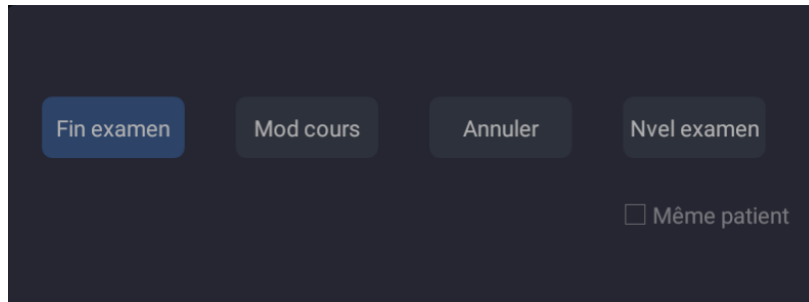 Fin examen
Mod cours
Annuler
Nvel examen
Même patient